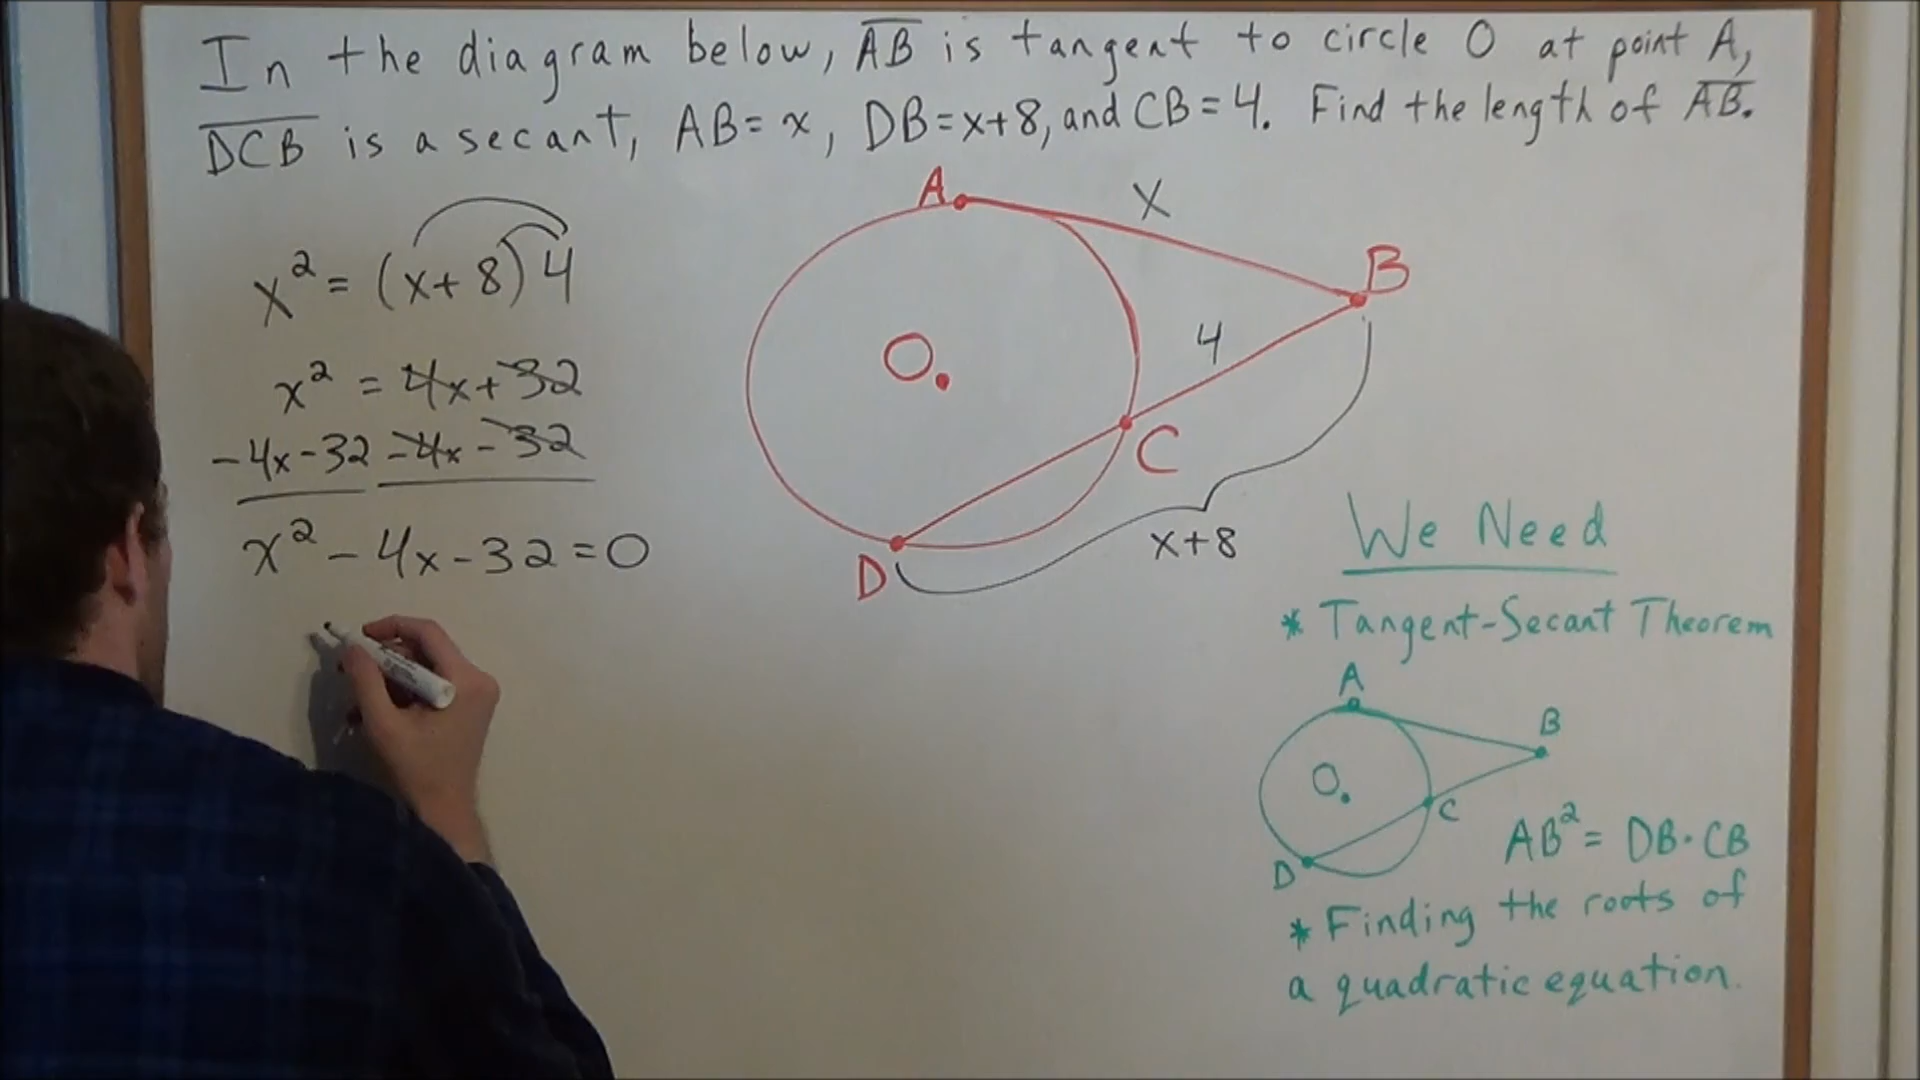 In the diagram below, AB is tangent to circle O at point A,
DCB is a secant, AB = x, DB = x+8, and CB = 4. Find the length of AB.
x² = (x+8)4
x² = 4x+32
-4x-32 -4x-32
x² - 4x - 32 = 0
A
x
B
4
O
C
D
x+8
We Need
* Tangent-Secant Theorem
A
B
O
C
D
AB² = DB·CB
* Finding the roots of
a quadratic equation.